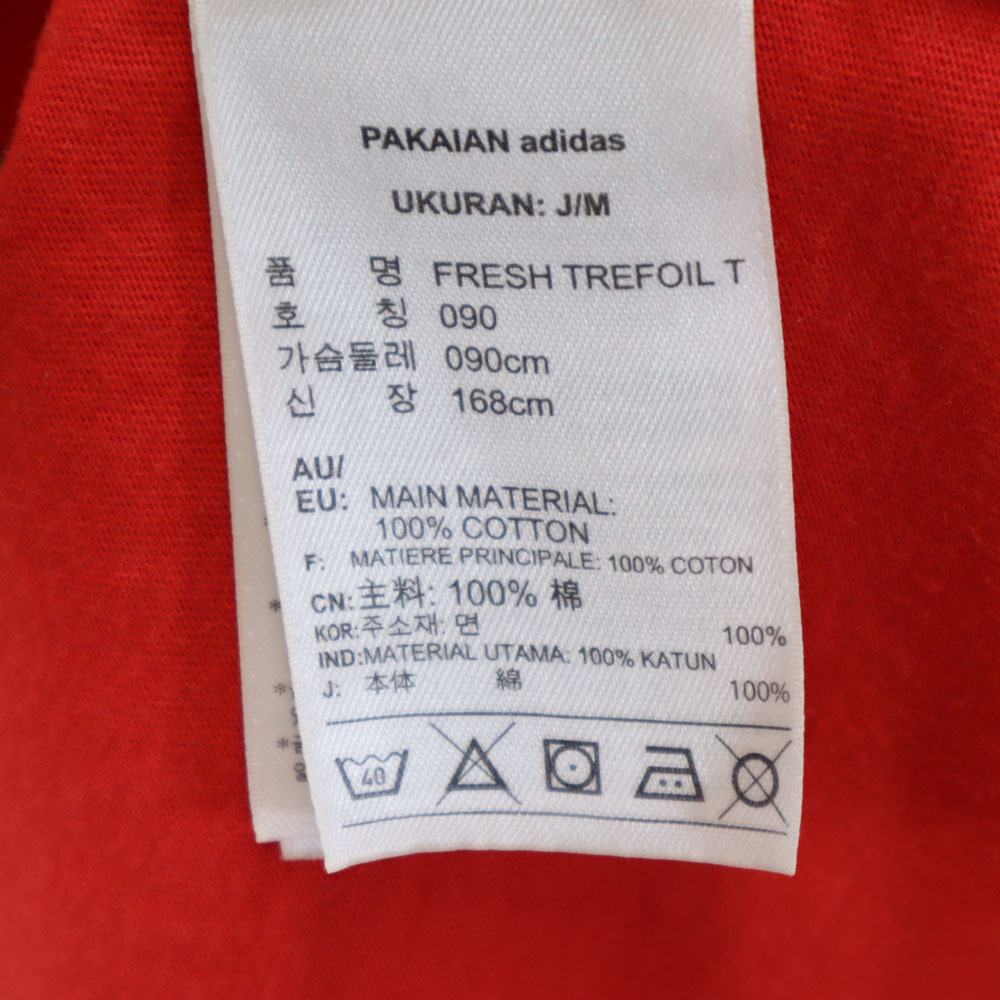 PAKAIAN adidas
UKURAN: J/M
품 명 FRESH TREFOIL T
호 칭 090
가슴둘레 090cm
신 장 168cm
AU/
EU: MAIN MATERIAL:
100% COTTON
F: MATIERE PRINCIPALE: 100% COTON
CN: 主料: 100% 棉
KOR: 주소재: 면 100%
IND: MATERIAL UTAMA: 100% KATUN
J: 本体 綿 100%
40